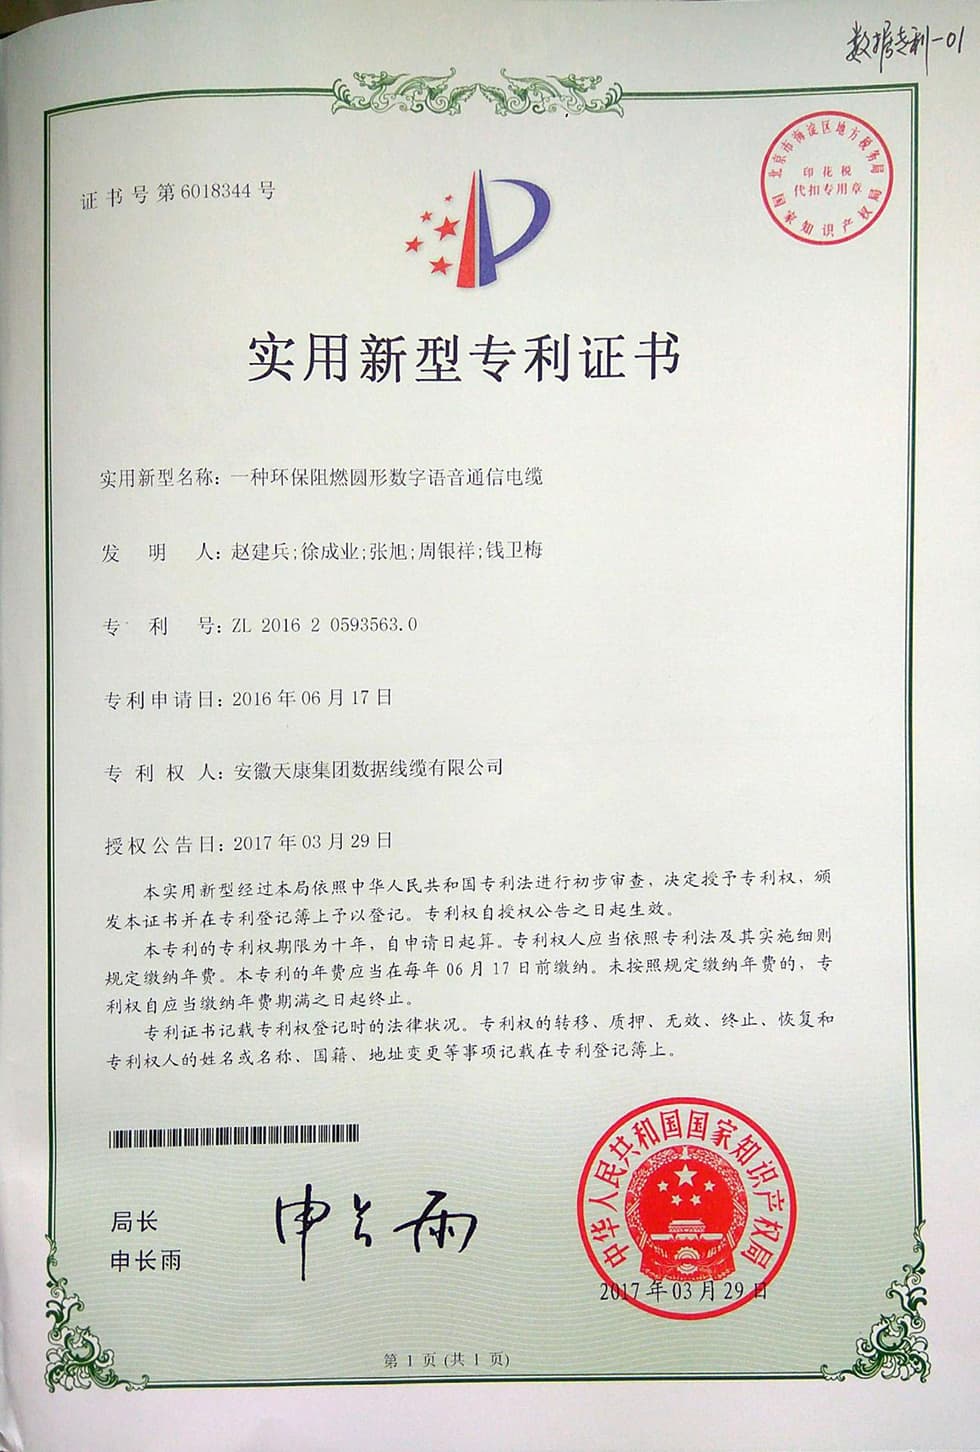 数据专利-01
证书号第6018344号
北京市海淀区地方税务局
印花税
代扣专用章
国家知识产权局
实用新型专利证书
实用新型名称：一种环保阻燃圆形数字语音通信电缆
发明人：赵建兵;徐成业;张旭;周银祥;钱卫梅
专利号：ZL 2016 2 0593563.0
专利申请日：2016年06月17日
专利权人：安徽天康集团数据线缆有限公司
授权公告日：2017年03月29日
本实用新型经过本局依照中华人民共和国专利法进行初步审查，决定授予专利权，颁
发本证书并在专利登记簿上予以登记。专利权自授权公告之日起生效。
本专利的专利权期限为十年，自申请日起算。专利权人应当依照专利法及其实施细则
规定缴纳年费。本专利的年费应当在每年06月17日前缴纳。未按照规定缴纳年费的，专
利权自应当缴纳年费期满之日起终止。
专利证书记载专利权登记时的法律状况。专利权的转移、质押、无效、终止、恢复和
专利权人的姓名或名称、国籍、地址变更等事项记载在专利登记簿上。
局长
申长雨
申长雨
中华人民共和国国家知识产权局
2017年03月29日
第1页(共1页)